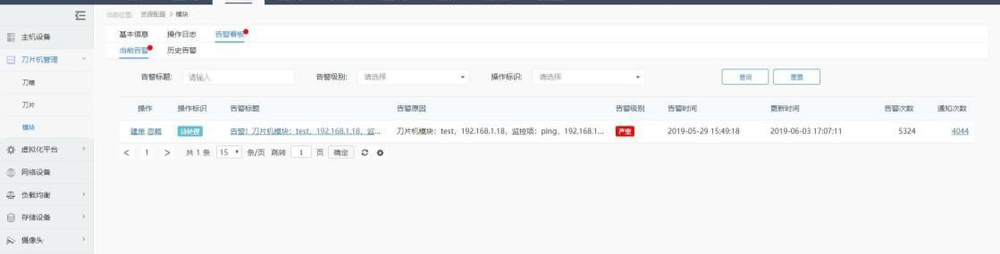 当前位置: 资源配置 > 模块
主机设备
刀片机管理
刀箱
刀片
模块
虚拟化平台
网络设备
负载均衡
存储设备
摄像头
基本信息 操作日志 告警看板
当前告警 历史告警
告警标题: 请输入 告警级别: 请选择 操作标识: 请选择 查询 重置
操作 操作标识 告警标题 告警原因 告警级别 告警时间 更新时间 告警次数 通知次数
建单 忽略 待处理 告警! 刀片机模块: test, 192.168.1.18, 监... 刀片机模块: test, 192.168.1.18, 监控项: ping, 192.168.1... 严重 2019-05-29 15:49:18 2019-06-03 17:07:11 5324 4044
< 1 > 共 1 条 15 条/页 跳转 1 页 确定